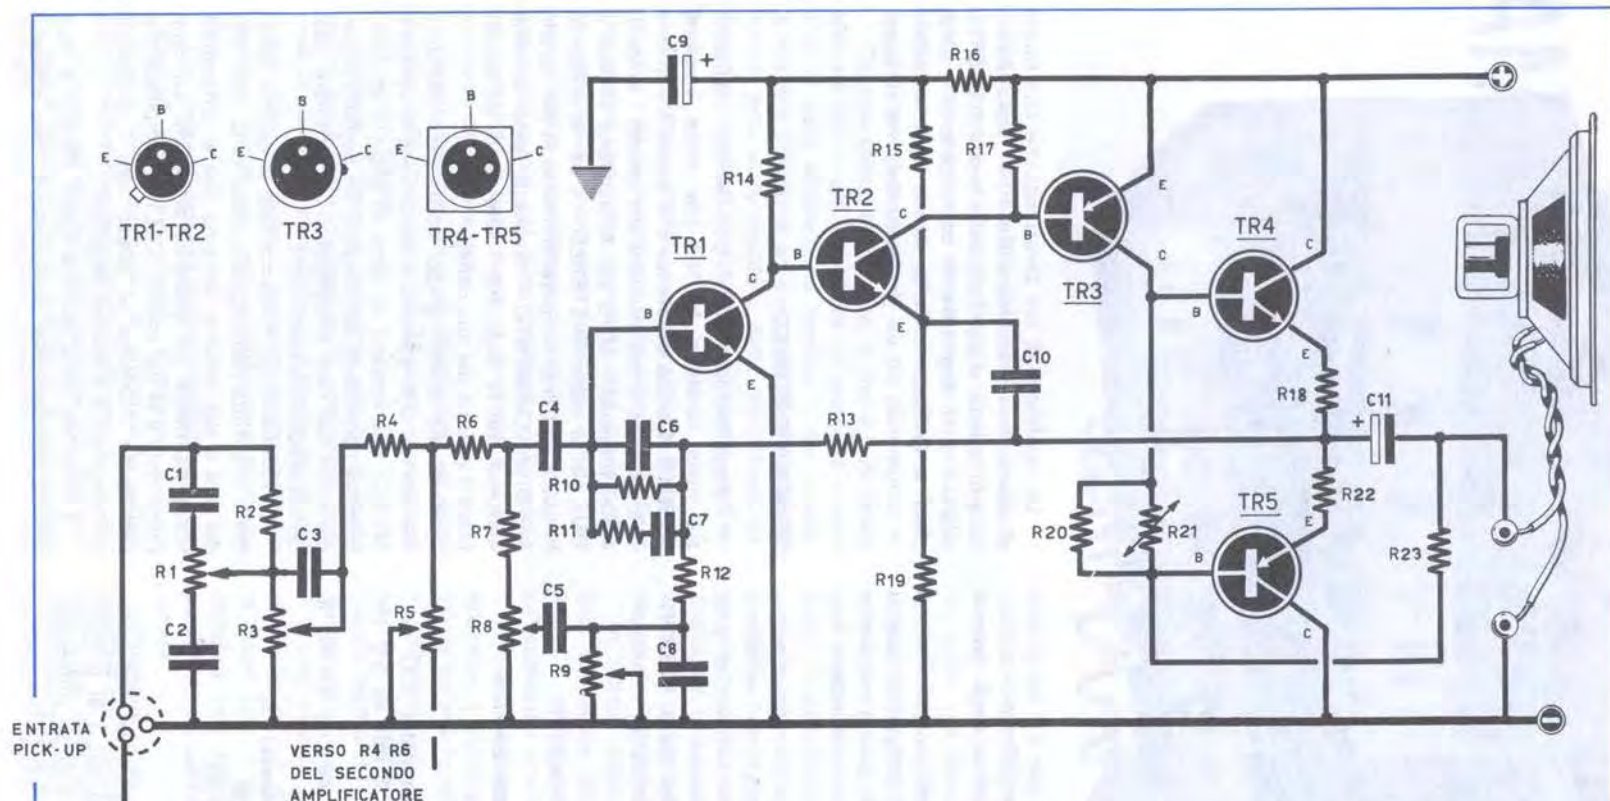 C9 +
R16
+
B
B
B
E C
E C
E C
TR1-TR2
TR3
TR4-TR5
R14
R15
R17
TR1
TR2
TR3
TR4
B C E
B C E
B E C
B C E
C10
R18
C11 +
R4
R6
C4
C6
R13
C1
R2
C3
R10
R11
C7
R7
R12
R1
R20
R21
R22
TR5
B E C
R23
R19
C2
R3
R5
R8
C5
R9
C8
ENTRATA
PICK-UP
VERSO R4 R6
DEL SECONDO
AMPLIFICATORE
−